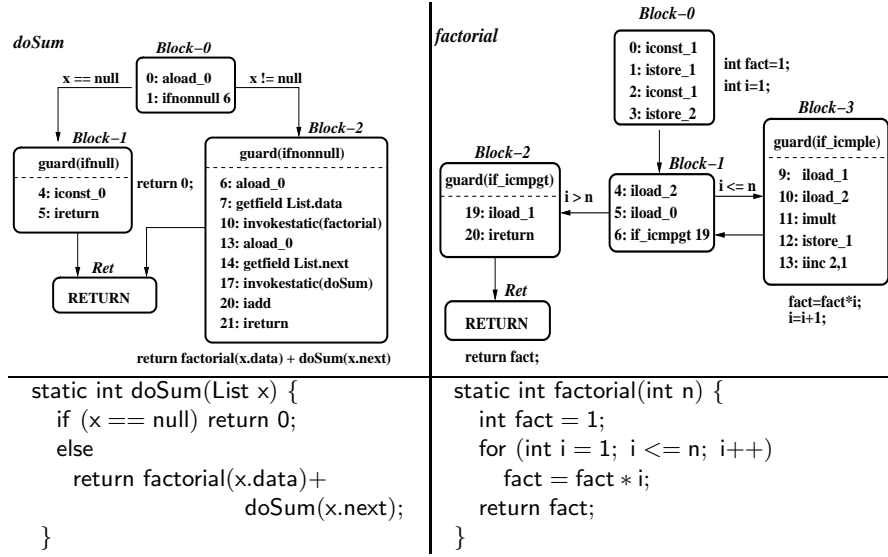 doSum
Block-0
x == null
x != null
0: aload_0
1: ifnonnull 6
Block-1
guard(ifnull)
4: iconst_0
5: ireturn
return 0;
Block-2
guard(ifnonnull)
6: aload_0
7: getfield List.data
10: invokestatic(factorial)
13: aload_0
14: getfield List.next
17: invokestatic(doSum)
20: iadd
21: ireturn
Ret
RETURN
return factorial(x.data) + doSum(x.next)
factorial
Block-0
0: iconst_1
1: istore_1
2: iconst_1
3: istore_2
int fact=1;
int i=1;
Block-3
guard(if_icmple)
9: iload_1
10: iload_2
11: imult
12: istore_1
13: iinc 2,1
fact=fact*i;
i=i+1;
Block-1
4: iload_2
5: iload_0
6: if_icmpgt 19
i <= n
i > n
Block-2
guard(if_icmpgt)
19: iload_1
20: ireturn
Ret
RETURN
return fact;
static int doSum(List x) {
if (x == null) return 0;
else
return factorial(x.data)+
doSum(x.next);
}
static int factorial(int n) {
int fact = 1;
for (int i = 1; i <= n; i++)
fact = fact * i;
return fact;
}